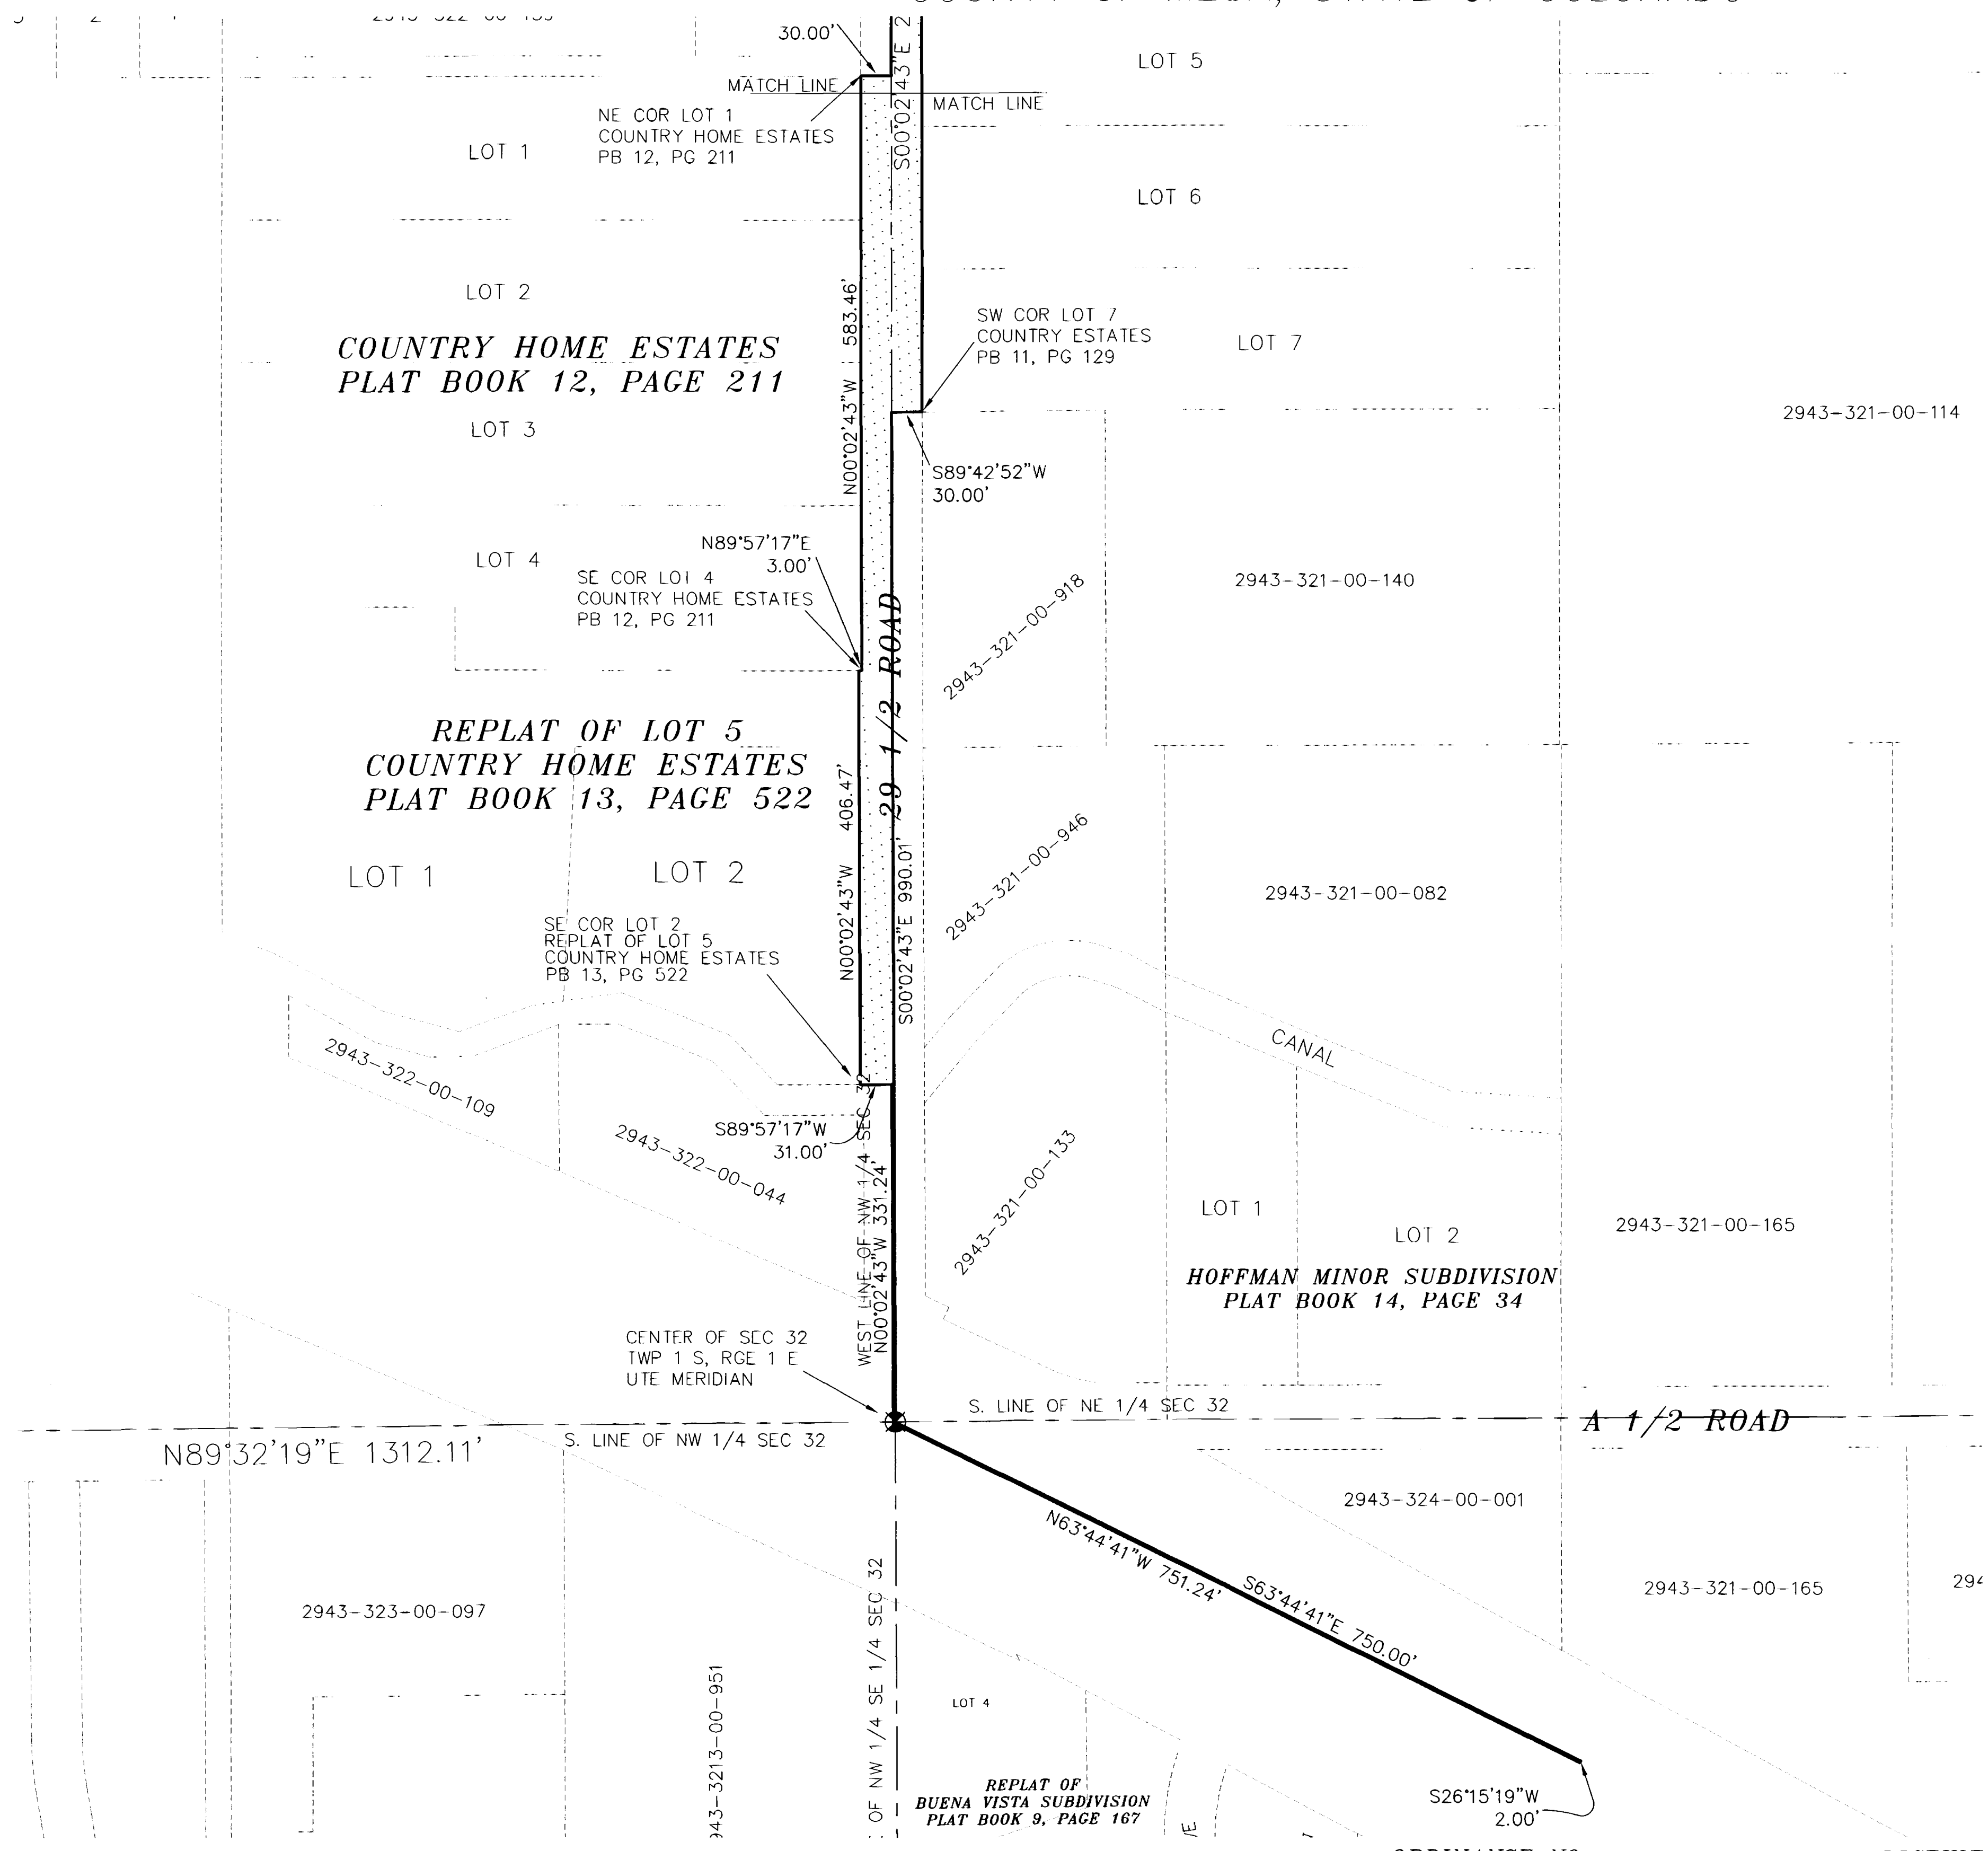 30.00'
MATCH LINE
MATCH LINE
S00°02'43"E 2
LOT 5
NE COR LOT 1
COUNTRY HOME ESTATES
PB 12, PG 211
LOT 1
LOT 6
LOT 2
COUNTRY HOME ESTATES
PLAT BOOK 12, PAGE 211
N00°02'43"W 583.46'
SW COR LOT 7
COUNTRY ESTATES
PB 11, PG 129
LOT 7
2943-321-00-114
LOT 3
S89°42'52"W
30.00'
N89°57'17"E
3.00'
LOT 4
SE COR LOT 4
COUNTRY HOME ESTATES
PB 12, PG 211
29 1/2 ROAD
2943-321-00-918
2943-321-00-140
REPLAT OF LOT 5
COUNTRY HOME ESTATES
PLAT BOOK 13, PAGE 522
N00°02'43"W 406.47'
S00°02'43"E 990.01'
2943-321-00-946
2943-321-00-082
LOT 1
LOT 2
SE COR LOT 2
REPLAT OF LOT 5
COUNTRY HOME ESTATES
PB 13, PG 522
CANAL
2943-322-00-109
2943-322-00-044
S89°57'17"W
31.00'
WEST LINE OF NW 1/4 SEC 32
N00°02'43"W 331.24'
2943-321-00-133
LOT 1
LOT 2
2943-321-00-165
HOFFMAN MINOR SUBDIVISION
PLAT BOOK 14, PAGE 34
CENTER OF SEC 32
TWP 1 S, RGE 1 E
UTE MERIDIAN
S. LINE OF NE 1/4 SEC 32
A 1/2 ROAD
N89°32'19"E 1312.11'
S. LINE OF NW 1/4 SEC 32
2943-324-00-001
N63°44'41"W 751.24'
S63°44'41"E 750.00'
2943-321-00-165
294
2943-323-00-097
943-3213-00-951
OF NW 1/4 SE 1/4 SEC 32
LOT 4
REPLAT OF
BUENA VISTA SUBDIVISION
PLAT BOOK 9, PAGE 167
S26°15'19"W
2.00'